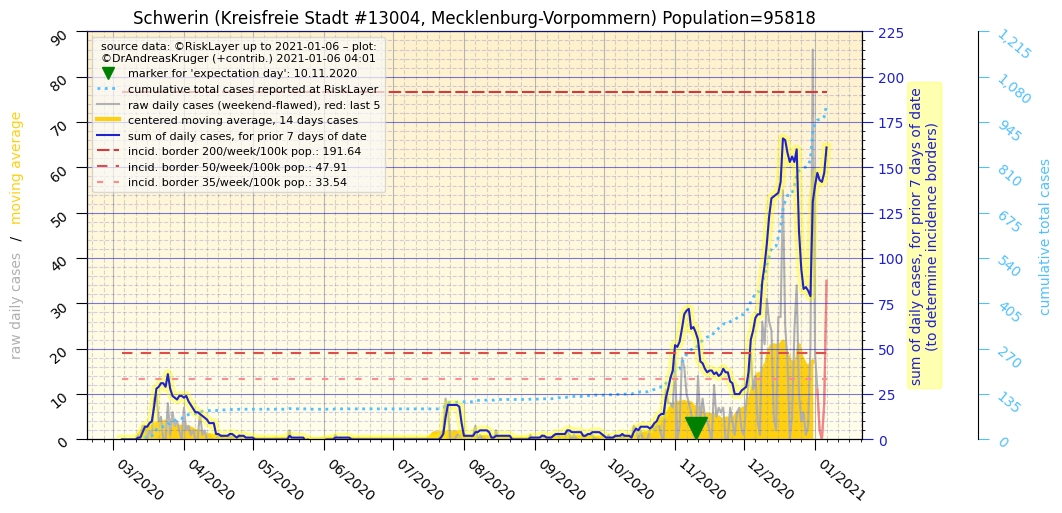 Schwerin (Kreisfreie Stadt #13004, Mecklenburg-Vorpommern) Population=95818
source data: ©RiskLayer up to 2021-01-06 – plot:
©DrAndreasKruger (+contrib.) 2021-01-06 04:01
marker for 'expectation day': 10.11.2020
cumulative total cases reported at RiskLayer
raw daily cases (weekend-flawed), red: last 5
centered moving average, 14 days cases
sum of daily cases, for prior 7 days of date
incid. border 200/week/100k pop.: 191.64
incid. border 50/week/100k pop.: 47.91
incid. border 35/week/100k pop.: 33.54
raw daily cases / moving average
90
80
70
60
50
40
30
20
10
0
225
200
175
150
125
100
75
50
25
0
sum of daily cases, for prior 7 days of date
(to determine incidence borders)
1,215
1,080
945
810
675
540
405
270
135
0
cumulative total cases
03/2020
04/2020
05/2020
06/2020
07/2020
08/2020
09/2020
10/2020
11/2020
12/2020
01/2021